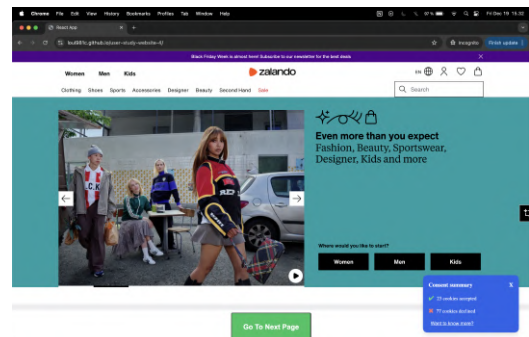 Chrome File Edit View History Bookmarks Profiles Tab Window Help
97%
Fri Dec 19 15:32
React App
Incognito
Finish update
Black Friday Week is almost here! Subscribe to our newsletter for the best deals
X
Women Men Kids
zalando
EN
Clothing Shoes Sports Accessories Designer Beauty Second Hand Sale
Search
Even more than you expect
Fashion, Beauty, Sportswear,
Designer, Kids and more
L.C.K
Where would you like to start?
Women Men Kids
Consent summary X
cookies accepted
cookies declined
Want to know more?
Go To Next Page